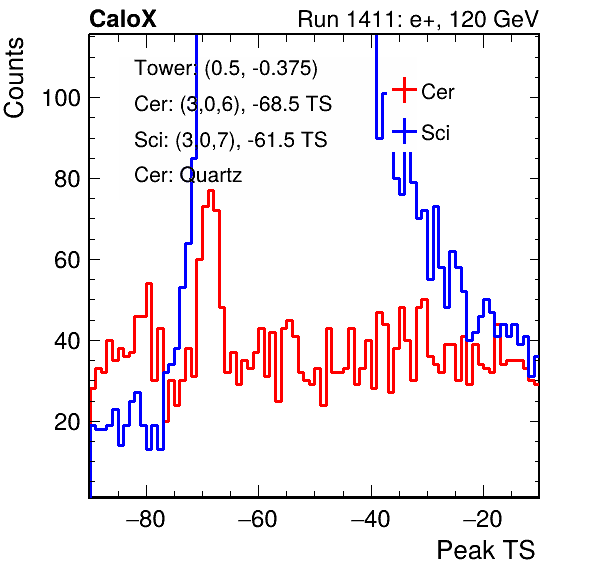 CaloX Run 1411: e+, 120 GeV
Counts
Tower: (0.5, -0.375)
Cer: (3,0,6), -68.5 TS
Sci: (3,0,7), -61.5 TS
Cer: Quartz
Cer
Sci
100
80
60
40
20
−80 −60 −40 −20
Peak TS